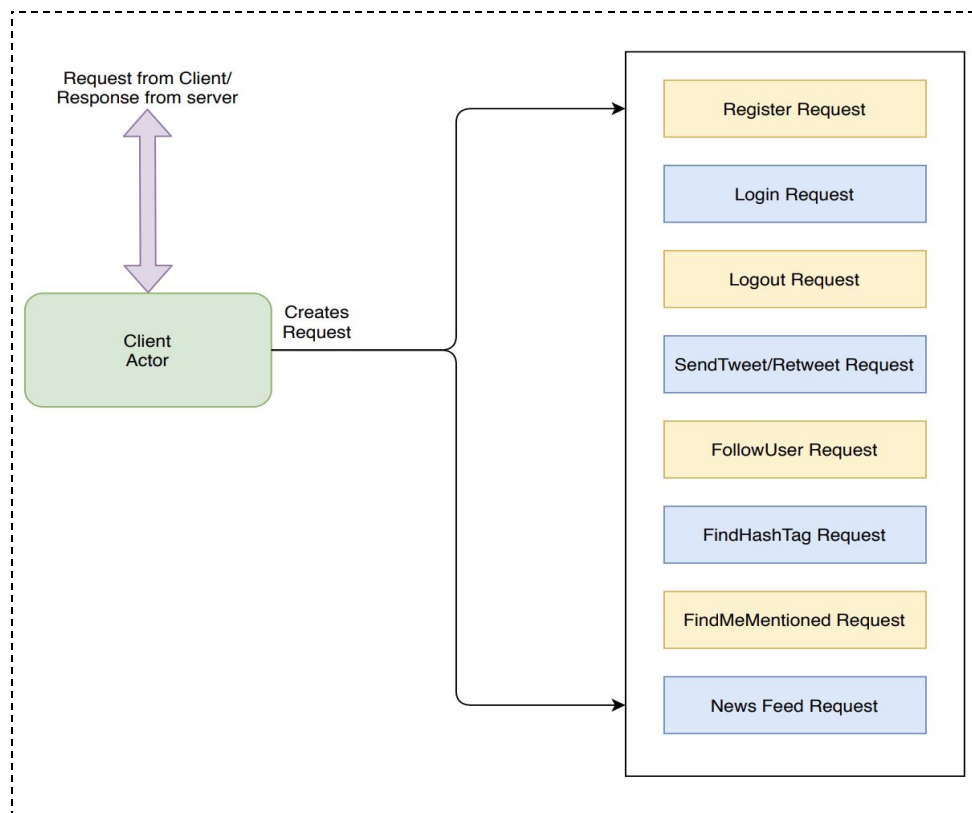 Request from Client/
Response from server
Client
Actor
Creates
Request
Register Request
Login Request
Logout Request
SendTweet/Retweet Request
FollowUser Request
FindHashTag Request
FindMeMentioned Request
News Feed Request